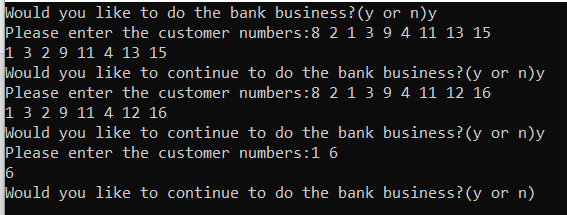 Would you like to do the bank business?(y or n)y
Please enter the customer numbers:8 2 1 3 9 4 11 13 15
1 3 2 9 11 4 13 15
Would you like to continue to do the bank business?(y or n)y
Please enter the customer numbers:8 2 1 3 9 4 11 12 16
1 3 2 9 11 4 12 16
Would you like to continue to do the bank business?(y or n)y
Please enter the customer numbers:1 6
6
Would you like to continue to do the bank business?(y or n)